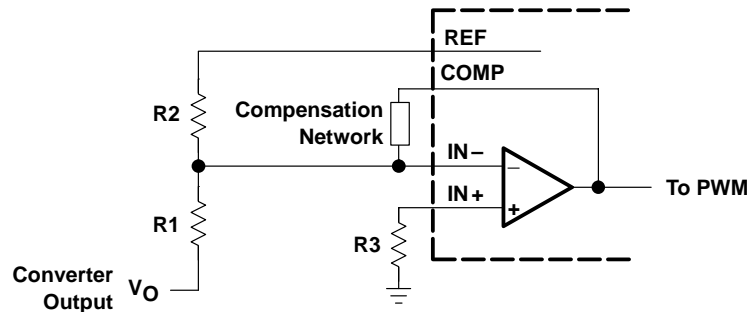 REF
COMP
R2
Compensation
Network
IN−
−
IN+
+
To PWM
R1
R3
Converter
Output
VO